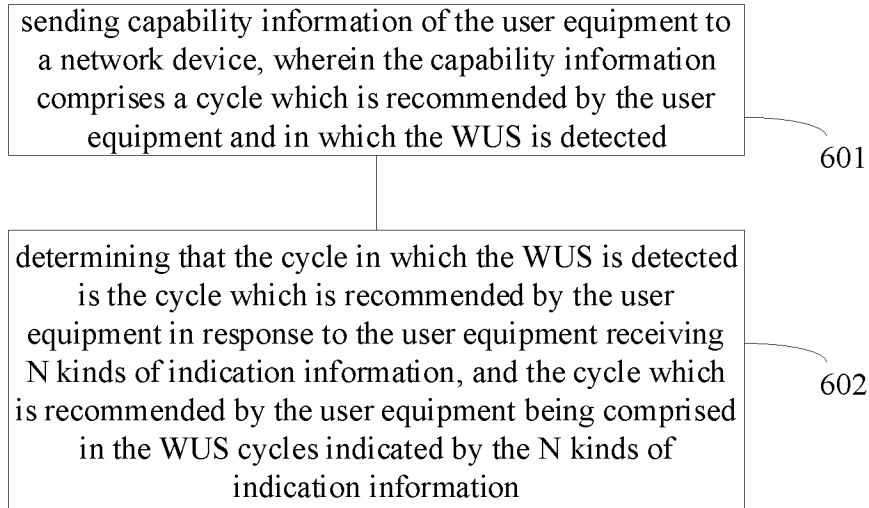 sending capability information of the user equipment to
a network device, wherein the capability information
comprises a cycle which is recommended by the user
equipment and in which the WUS is detected
601
determining that the cycle in which the WUS is detected
is the cycle which is recommended by the user
equipment in response to the user equipment receiving
N kinds of indication information, and the cycle which
is recommended by the user equipment being comprised
in the WUS cycles indicated by the N kinds of
indication information
602